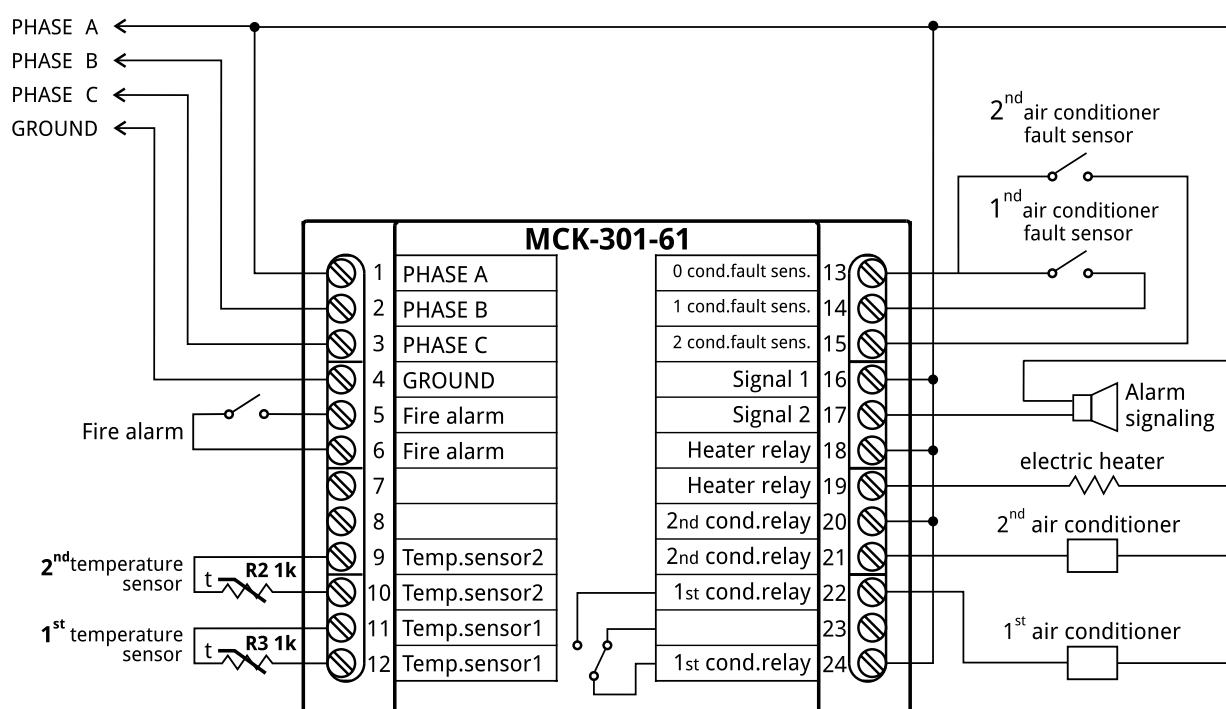 PHASE A
PHASE B
PHASE C
GROUND
2nd air conditioner
fault sensor
1nd air conditioner
fault sensor
MCK-301-61
1 PHASE A
2 PHASE B
3 PHASE C
4 GROUND
5 Fire alarm
6 Fire alarm
7
8
9 Temp.sensor2
10 Temp.sensor2
11 Temp.sensor1
12 Temp.sensor1
0 cond.fault sens. 13
1 cond.fault sens. 14
2 cond.fault sens. 15
Signal 1 16
Signal 2 17
Heater relay 18
Heater relay 19
2nd cond.relay 20
2nd cond.relay 21
1st cond.relay 22
23
1st cond.relay 24
Fire alarm
2nd temperature
sensor
t
R2 1k
1st temperature
sensor
t
R3 1k
Alarm
signaling
electric heater
2nd air conditioner
1st air conditioner